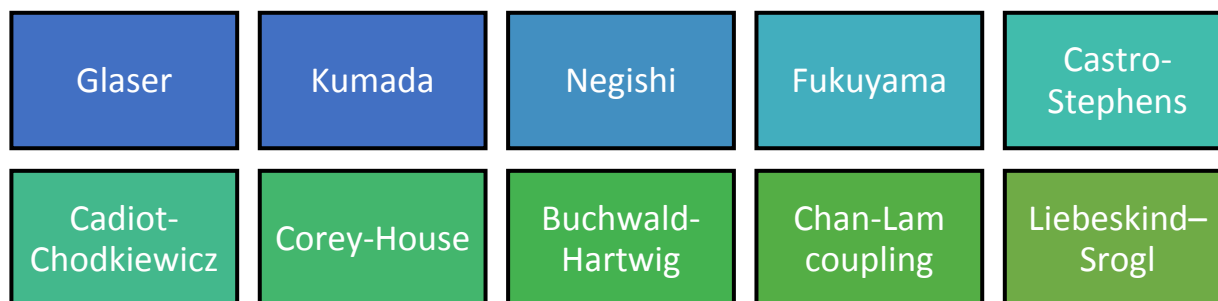 Glaser
Kumada
Negishi
Fukuyama
Castro-
Stephens
Cadiot-
Chodkiewicz
Corey-House
Buchwald-
Hartwig
Chan-Lam
coupling
Liebeskind–
Srogl